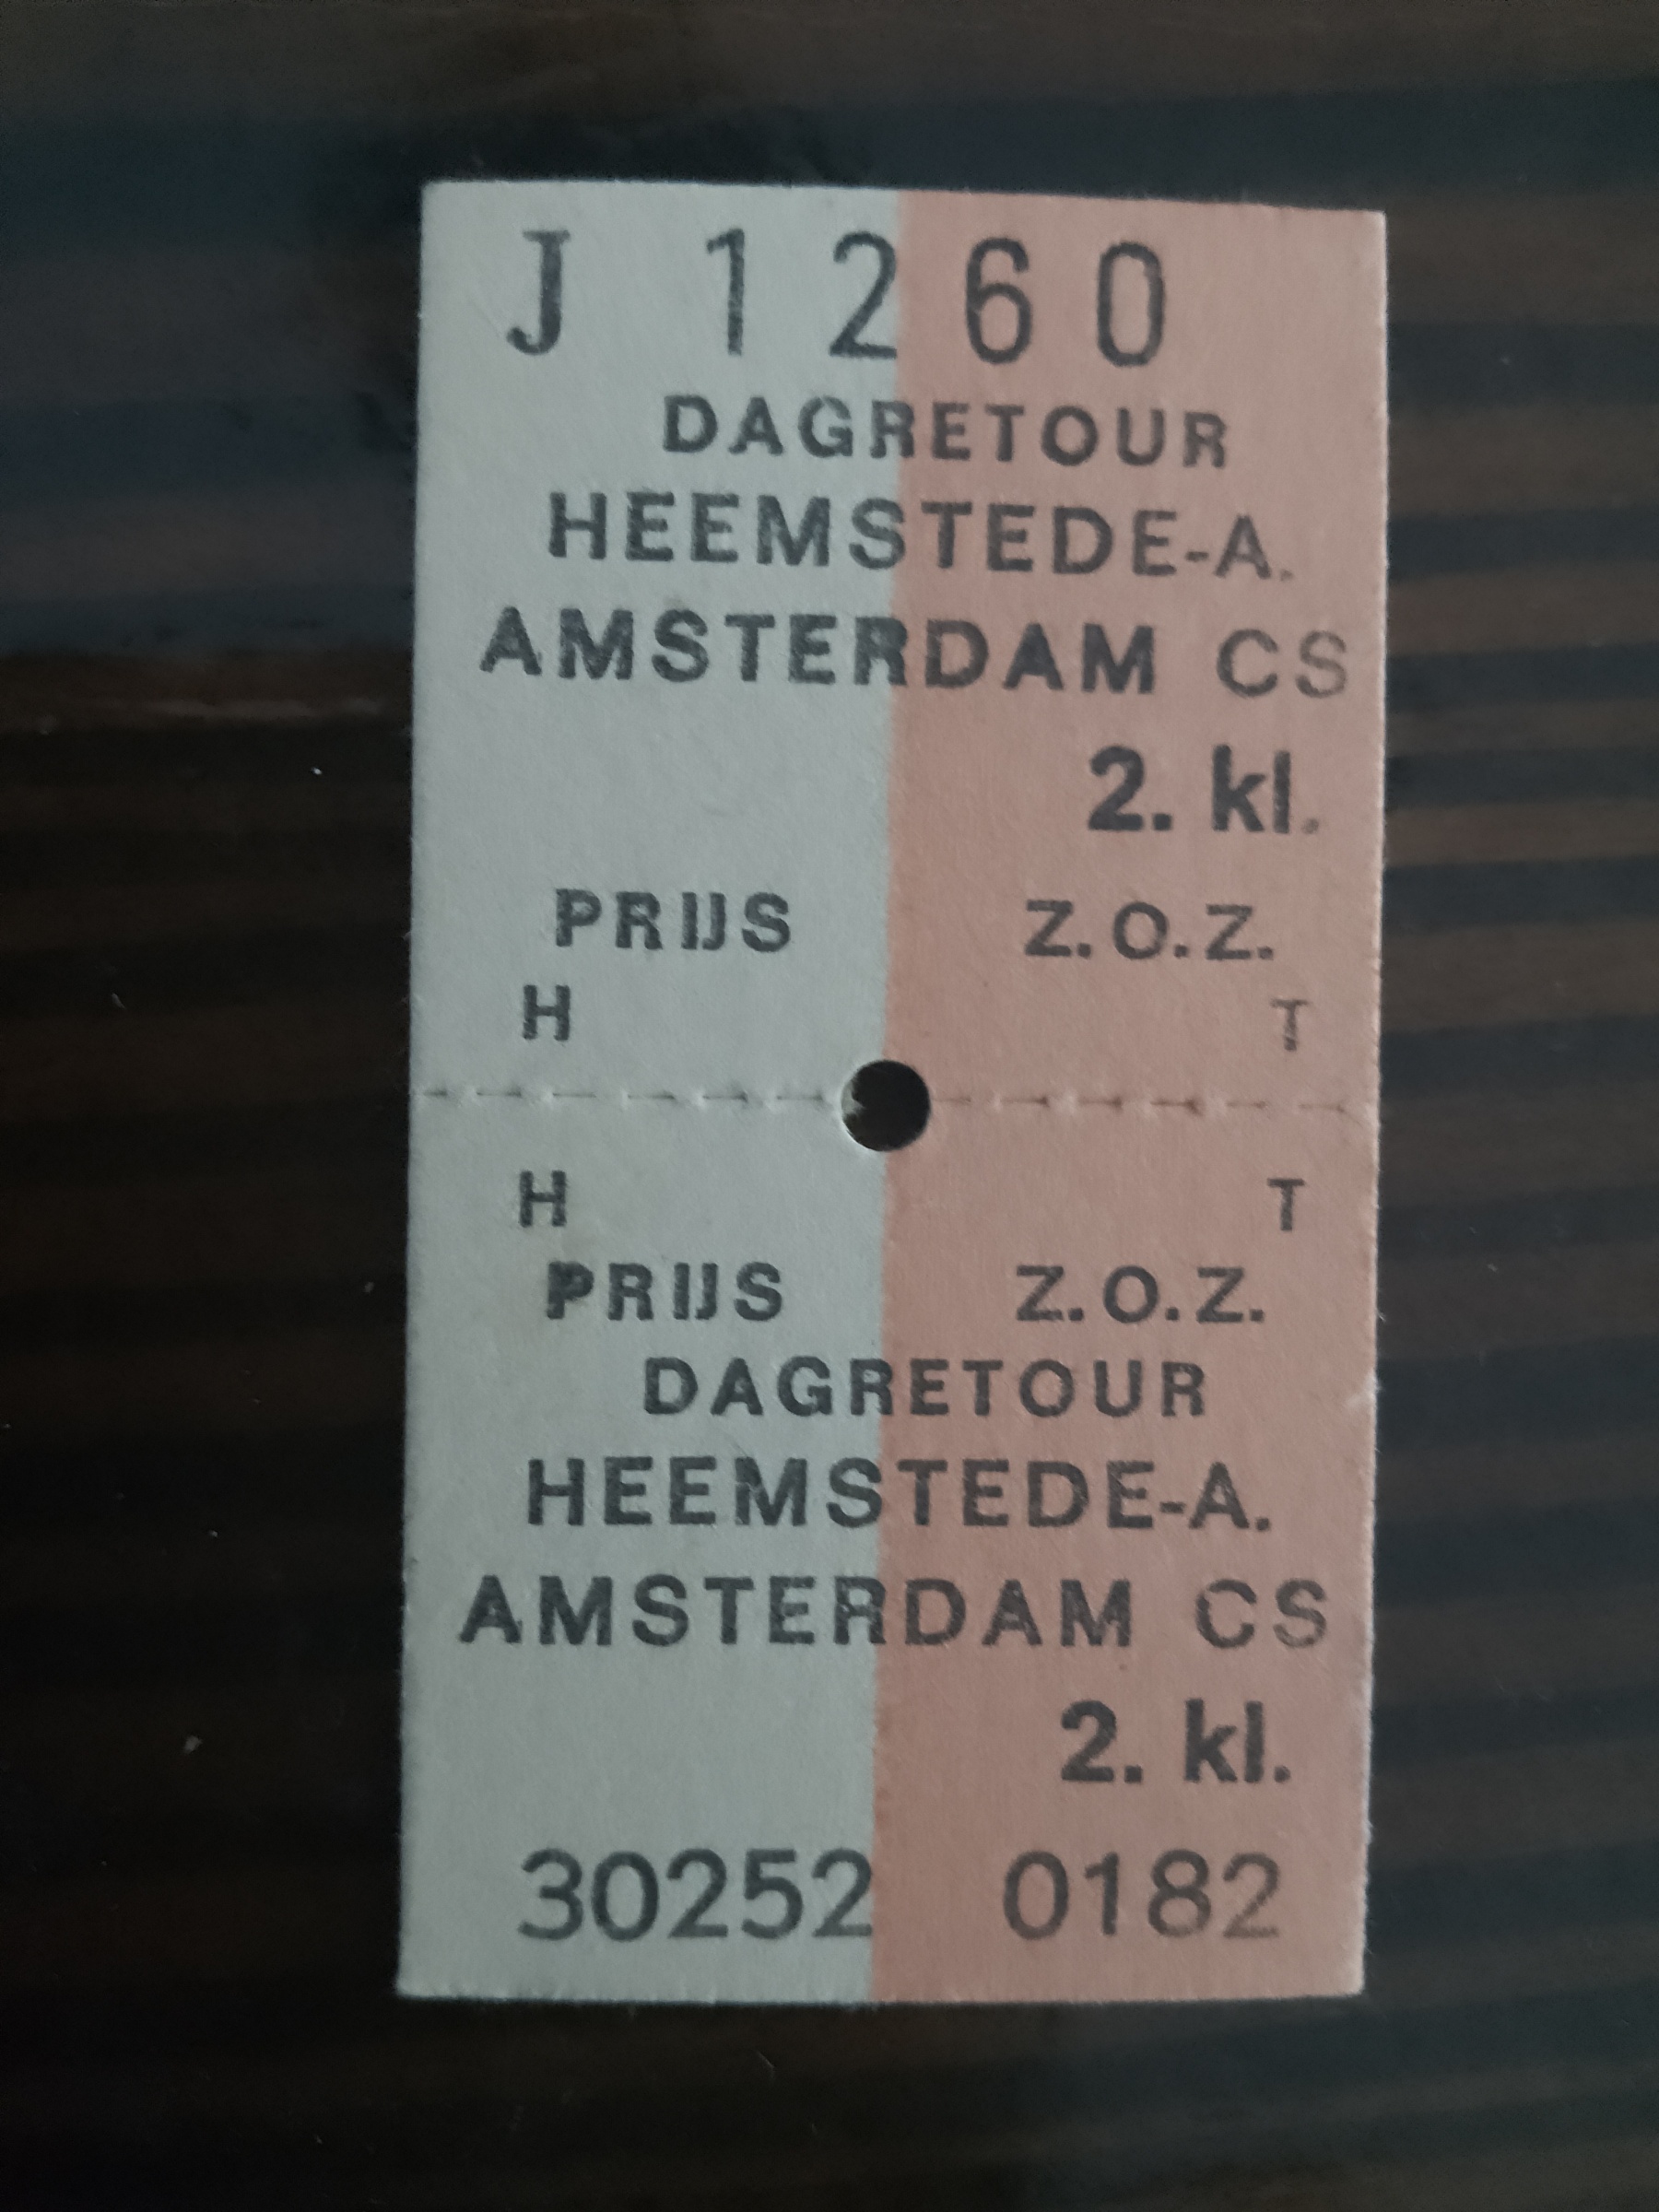 J 1260
DAGRETOUR
HEEMSTEDE-A.
AMSTERDAM CS
2. kl.
PRIJS Z.O.Z.
H T
H T
PRIJS Z.O.Z.
DAGRETOUR
HEEMSTEDE-A.
AMSTERDAM CS
2. kl.
30252 0182